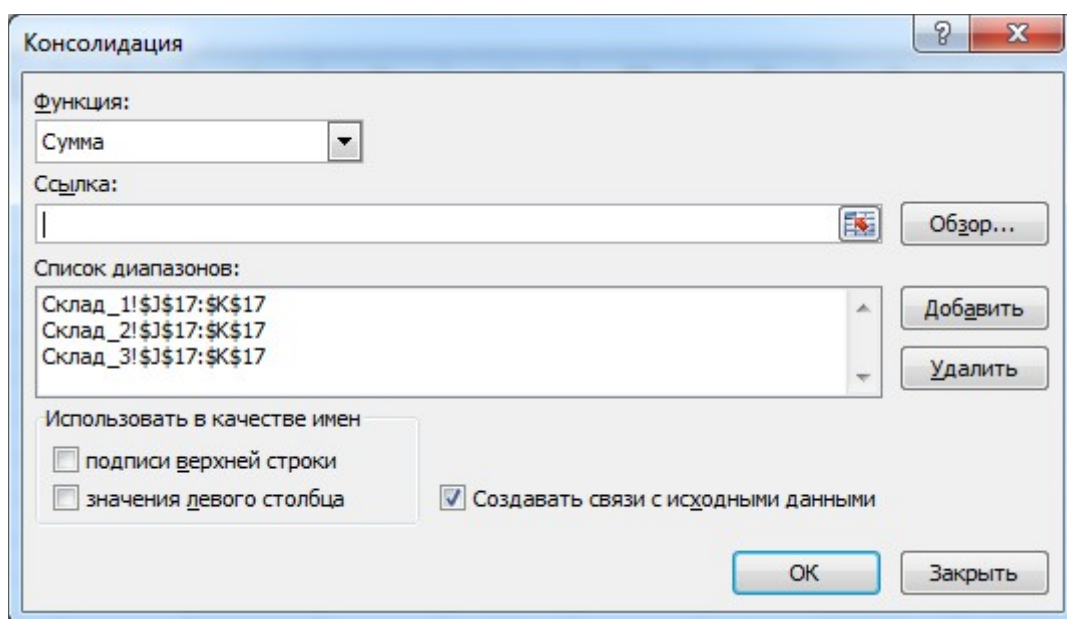 Консолидация
Функция:
Сумма
Ссылка:
Обзор...
Список диапазонов:
Склад_1!$J$17:$K$17
Склад_2!$J$17:$K$17
Склад_3!$J$17:$K$17
Добавить
Удалить
Использовать в качестве имен
подписи верхней строки
значения левого столбца
Создавать связи с исходными данными
ОК
Закрыть